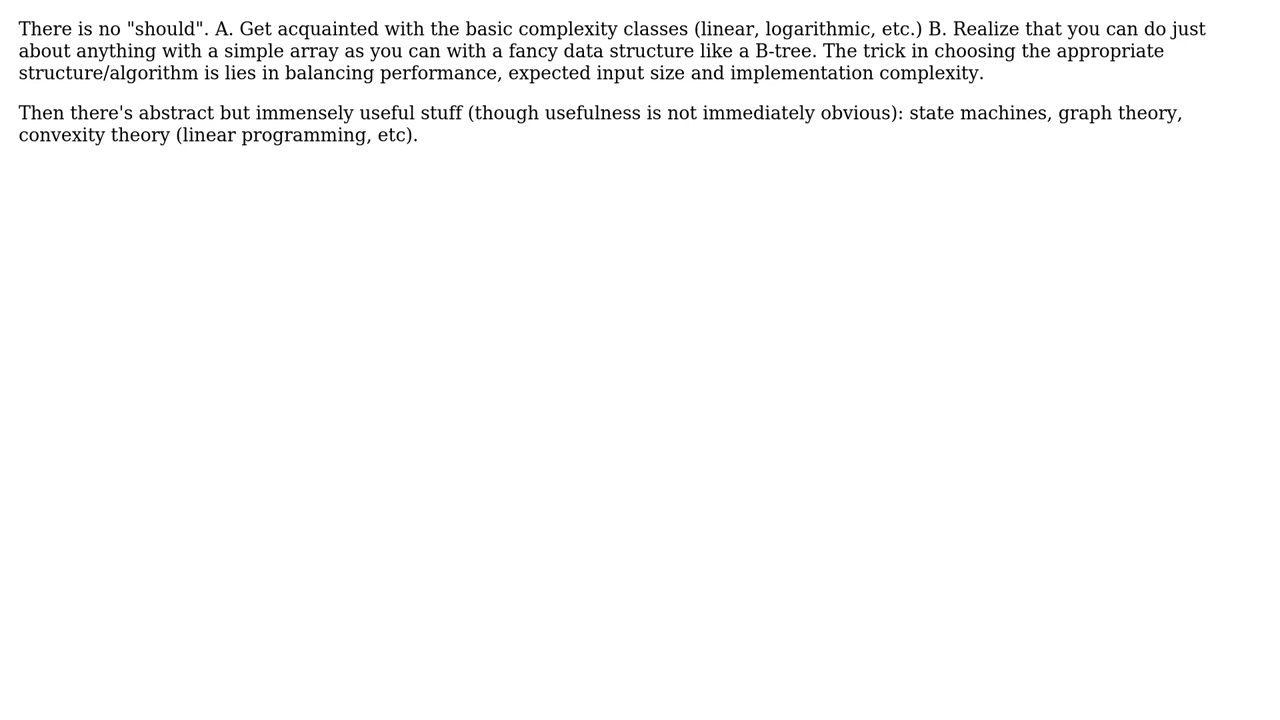 There is no "should". A. Get acquainted with the basic complexity classes (linear, logarithmic, etc.) B. Realize that you can do just
about anything with a simple array as you can with a fancy data structure like a B-tree. The trick in choosing the appropriate
structure/algorithm is lies in balancing performance, expected input size and implementation complexity.
Then there's abstract but immensely useful stuff (though usefulness is not immediately obvious): state machines, graph theory,
convexity theory (linear programming, etc).